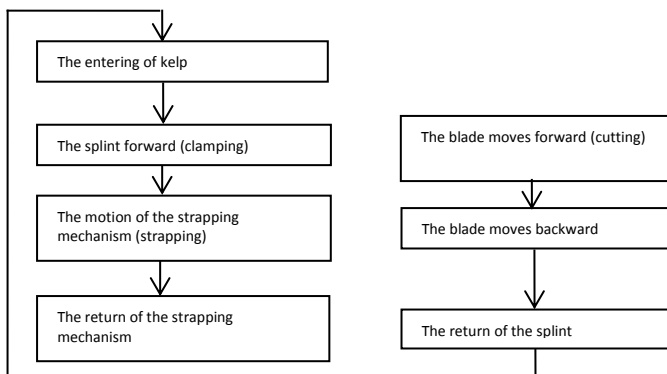 The entering of kelp
The splint forward (clamping)
The motion of the strapping
mechanism (strapping)
The return of the strapping
mechanism
The blade moves forward (cutting)
The blade moves backward
The return of the splint